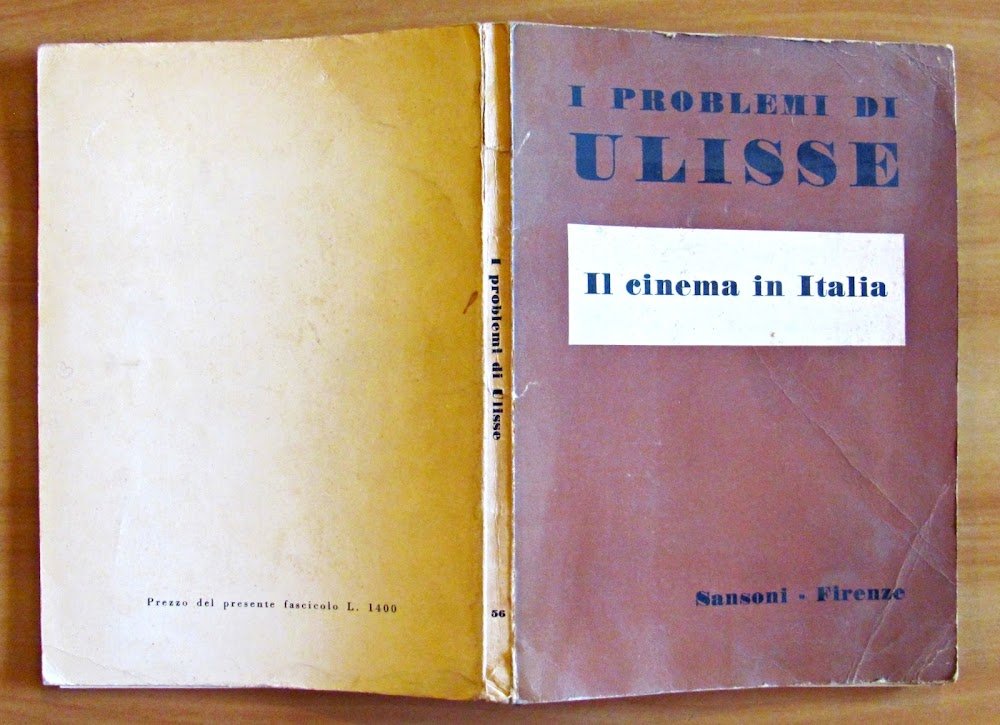 Prezzo del presente fascicolo L. 1400
I problemi di Ulisse
56
I PROBLEMI DI
ULISSE
Il cinema in Italia
Sansoni - Firenze